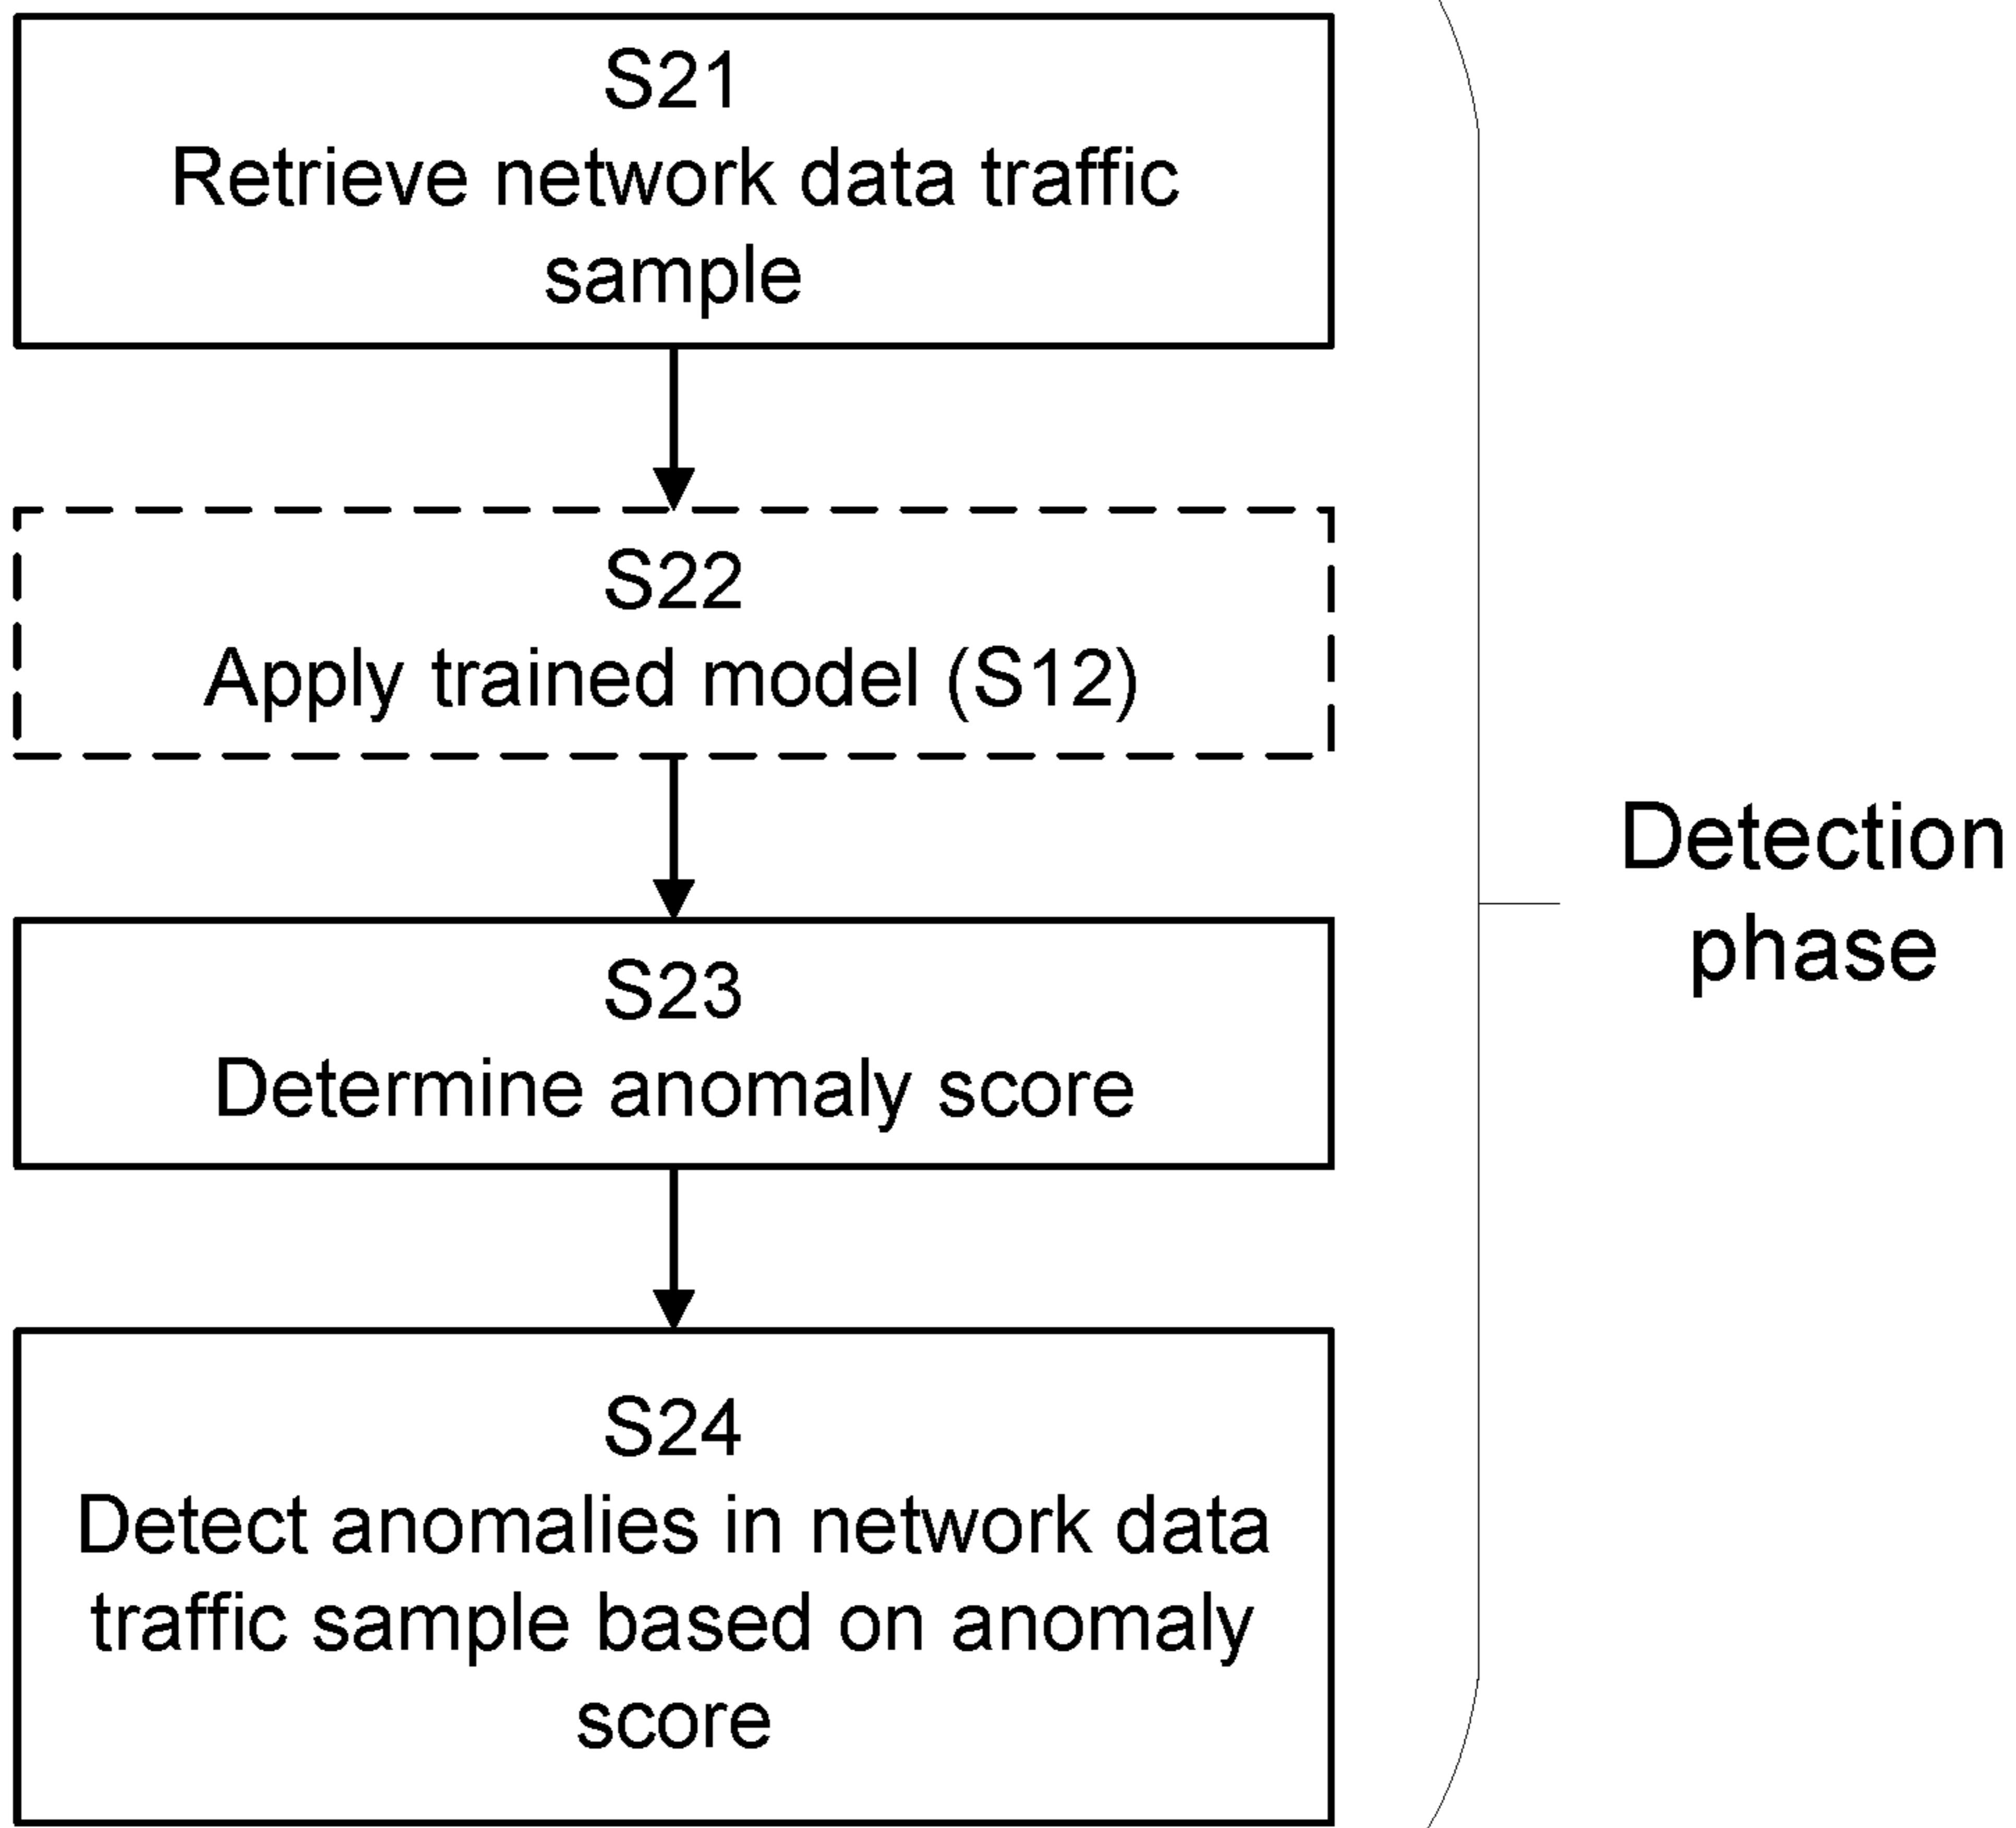 S21
Retrieve network data traffic
sample
S22
Apply trained model (S12)
S23
Determine anomaly score
S24
Detect anomalies in network data
traffic sample based on anomaly
score
Detection
phase